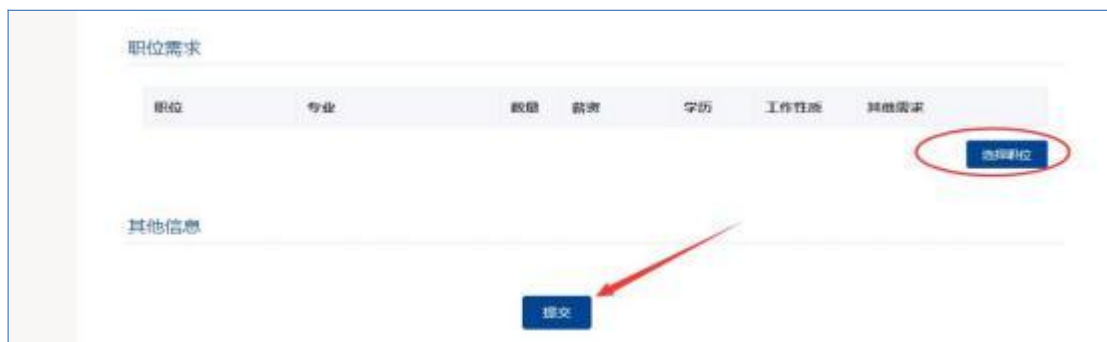 职位需求
职位 专业 数量 薪资 学历 工作性质 其他需求
选择职位
其他信息
提交